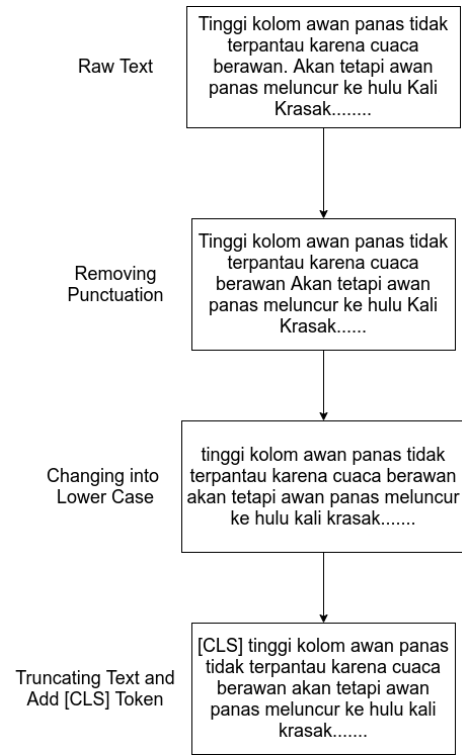 Raw Text
Tinggi kolom awan panas tidak
terpantau karena cuaca
berawan. Akan tetapi awan
panas meluncur ke hulu Kali
Krasak........
Removing
Punctuation
Tinggi kolom awan panas tidak
terpantau karena cuaca
berawan Akan tetapi awan
panas meluncur ke hulu Kali
Krasak......
Changing into
Lower Case
tinggi kolom awan panas tidak
terpantau karena cuaca berawan
akan tetapi awan panas meluncur
ke hulu kali krasak.......
Truncating Text and
Add [CLS] Token
[CLS] tinggi kolom awan panas
tidak terpantau karena cuaca
berawan akan tetapi awan
panas meluncur ke hulu kali
krasak.......